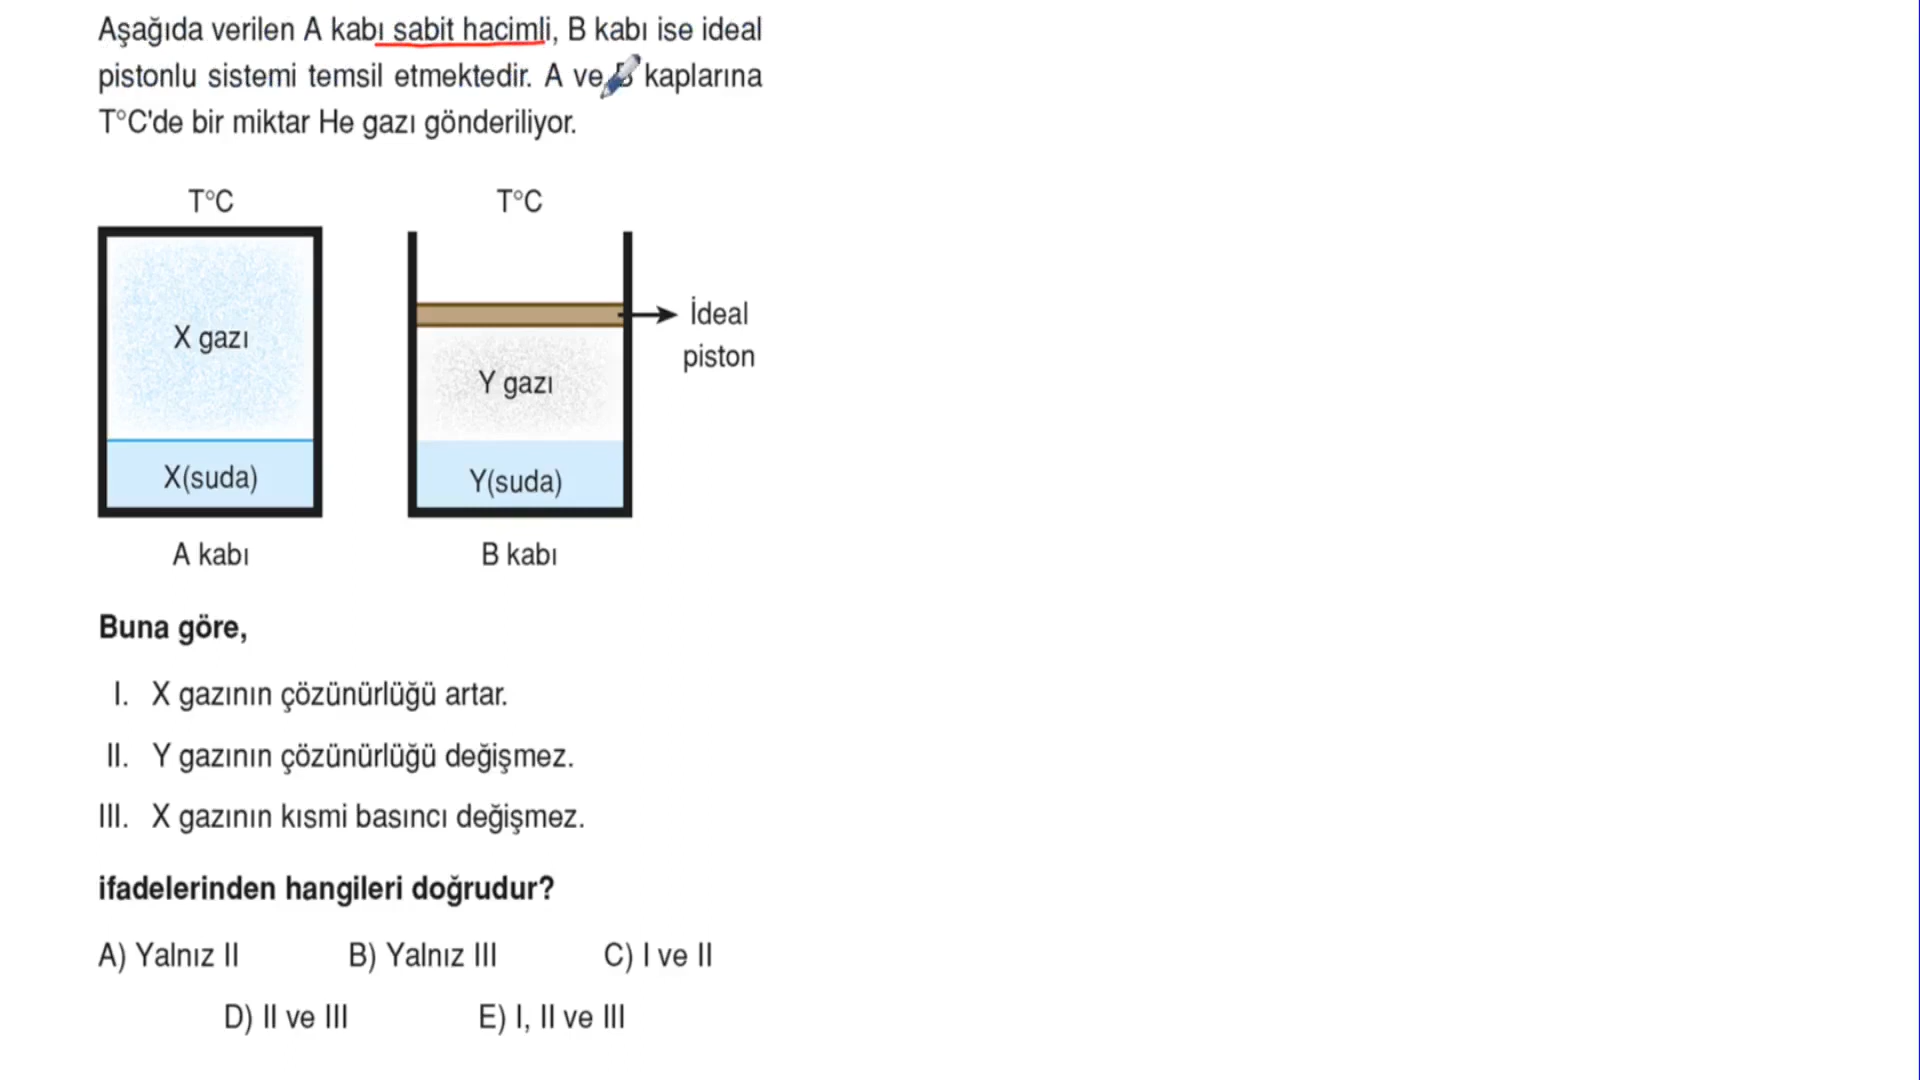 Aşağıda verilen A kabı sabit hacimli, B kabı ise ideal
pistonlu sistemi temsil etmektedir. A ve B kaplarına
T°C'de bir miktar He gazı gönderiliyor.
T°C T°C
X gazı
Y gazı
İdeal
piston
X(suda)
Y(suda)
A kabı B kabı
Buna göre,
I. X gazının çözünürlüğü artar.
II. Y gazının çözünürlüğü değişmez.
III. X gazının kısmi basıncı değişmez.
ifadelerinden hangileri doğrudur?
A) Yalnız II B) Yalnız III C) I ve II
D) II ve III E) I, II ve III